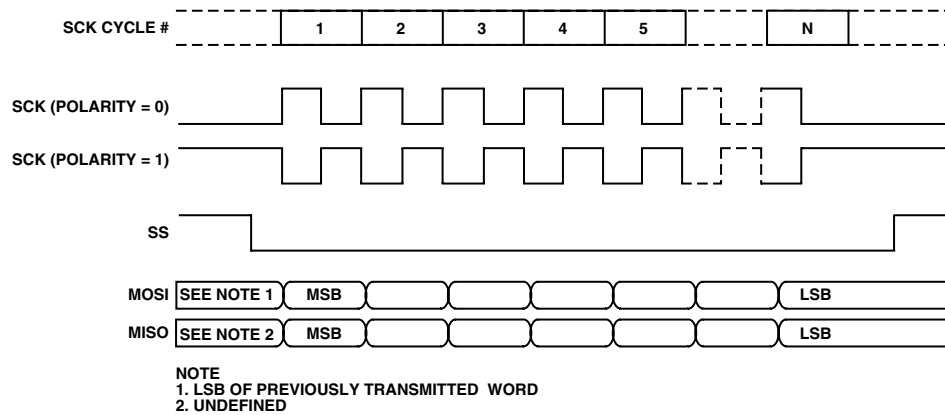 SCK CYCLE # 1 2 3 4 5 N
SCK (POLARITY = 0)
SCK (POLARITY = 1)
SS
MOSI SEE NOTE 1 MSB LSB
MISO SEE NOTE 2 MSB LSB
NOTE
1. LSB OF PREVIOUSLY TRANSMITTED WORD
2. UNDEFINED